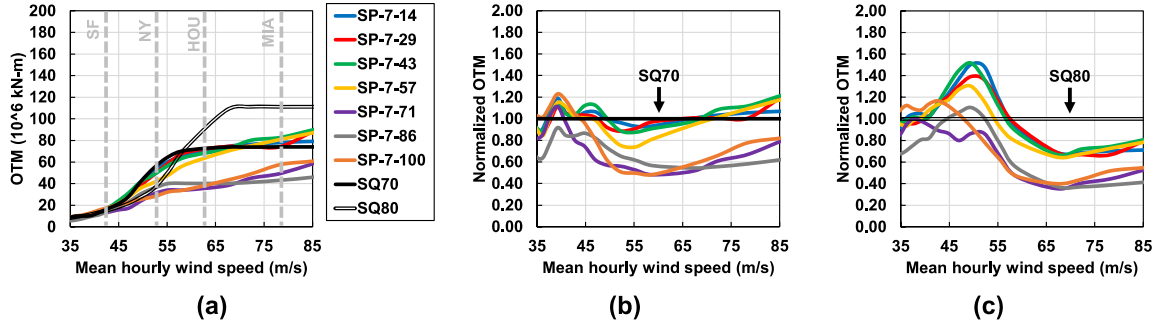 OTM (10^6 kN-m)
200
180
160
140
120
100
80
60
40
20
0
SF
NY
HOU
MIA
35
45
55
65
75
85
Mean hourly wind speed (m/s)
(a)
SP-7-14
SP-7-29
SP-7-43
SP-7-57
SP-7-71
SP-7-86
SP-7-100
SQ70
SQ80
Normalized OTM
2.00
1.80
1.60
1.40
1.20
1.00
0.80
0.60
0.40
0.20
0.00
SQ70
35
45
55
65
75
85
Mean hourly wind speed (m/s)
(b)
Normalized OTM
2.00
1.80
1.60
1.40
1.20
1.00
0.80
0.60
0.40
0.20
0.00
SQ80
35
45
55
65
75
85
Mean hourly wind speed (m/s)
(c)